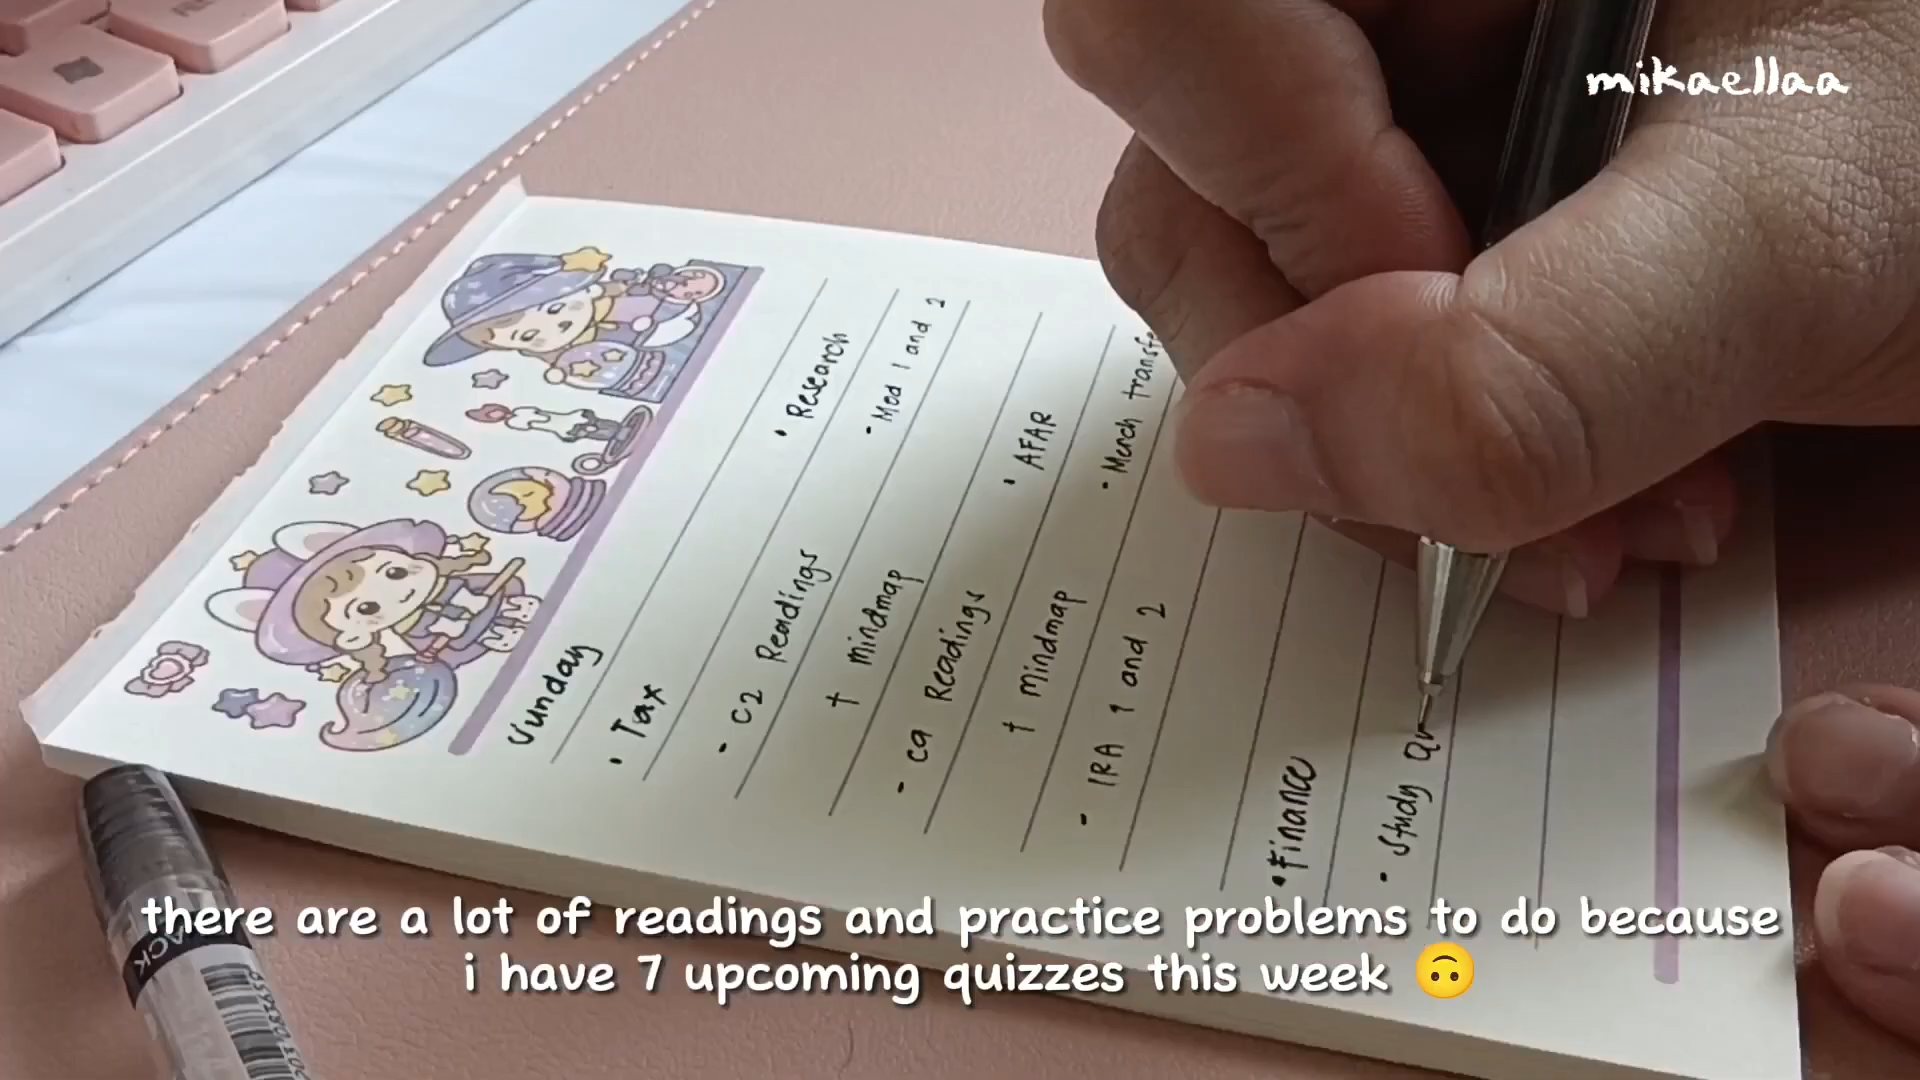 mikaellaa
Sunday
• Tax
- C2 Readings
+ mindmap
- C9 Readings
+ mindmap
- IRA 1 and 2
• Research
- Mod 1 and 2
• AFAR
- Merch
• Finance
- Study
there are a lot of readings and practice problems to do because
i have 7 upcoming quizzes this week 🙃